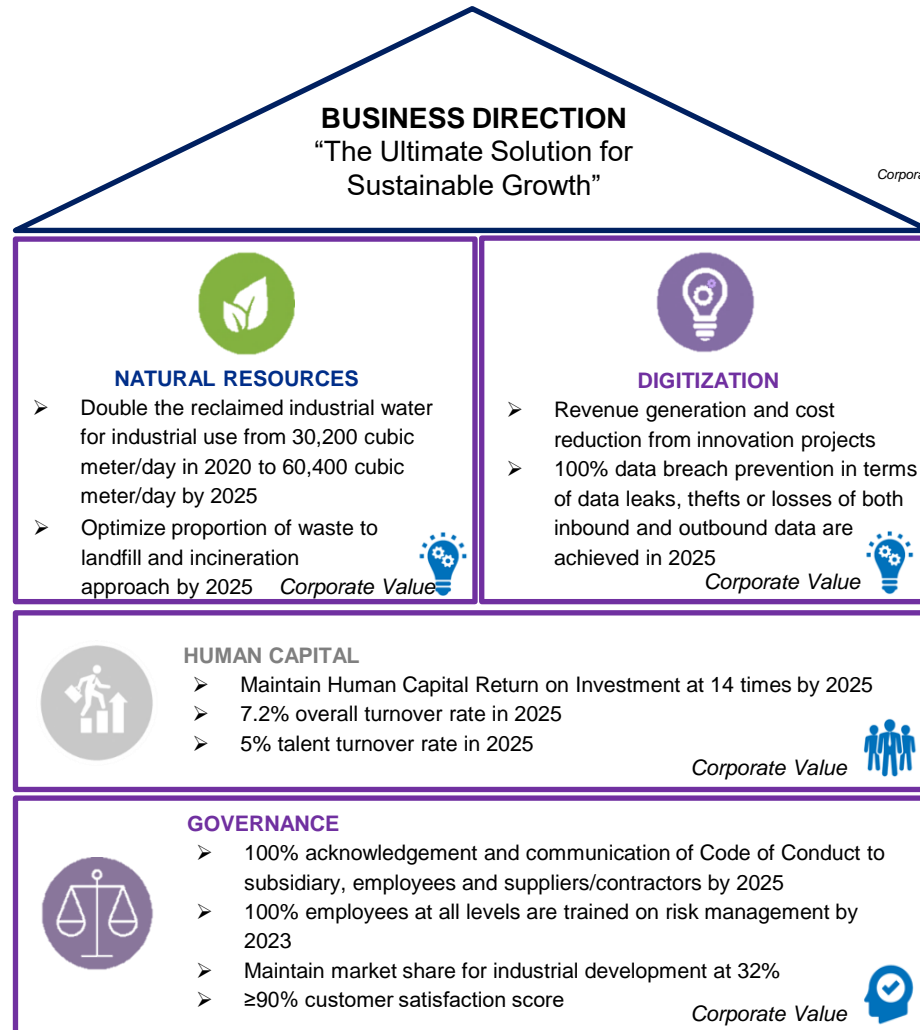 BUSINESS DIRECTION
“The Ultimate Solution for
Sustainable Growth”
NATURAL RESOURCES
➢ Double the reclaimed industrial water
for industrial use from 30,200 cubic
meter/day in 2020 to 60,400 cubic
meter/day by 2025
➢ Optimize proportion of waste to
landfill and incineration
approach by 2025 Corporate Value
DIGITIZATION
➢ Revenue generation and cost
reduction from innovation projects
➢ 100% data breach prevention in terms
of data leaks, thefts or losses of both
inbound and outbound data are
achieved in 2025
Corporate Value
HUMAN CAPITAL
➢ Maintain Human Capital Return on Investment at 14 times by 2025
➢ 7.2% overall turnover rate in 2025
➢ 5% talent turnover rate in 2025
Corporate Value
GOVERNANCE
➢ 100% acknowledgement and communication of Code of Conduct to
subsidiary, employees and suppliers/contractors by 2025
➢ 100% employees at all levels are trained on risk management by
2023
➢ Maintain market share for industrial development at 32%
➢ ≥90% customer satisfaction score
Corporate Value